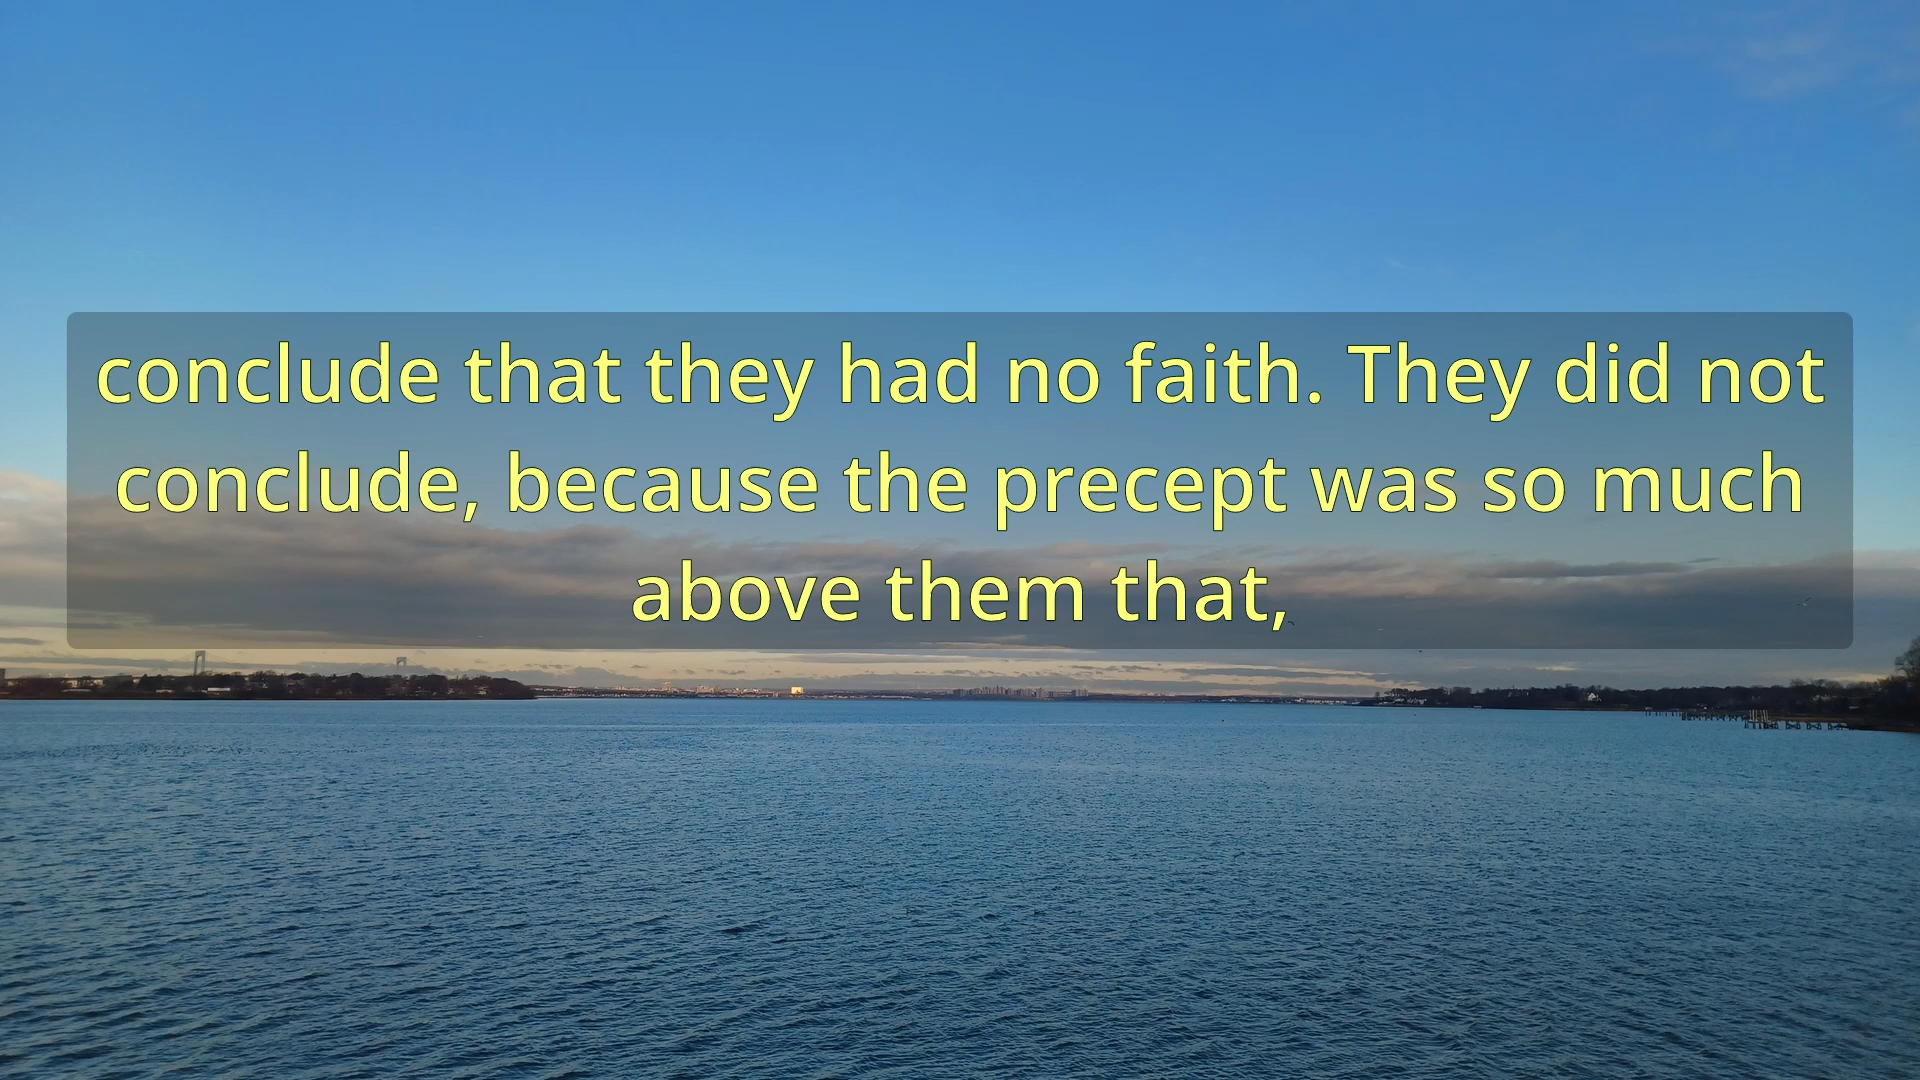 conclude that they had no faith. They did not
conclude, because the precept was so much
above them that,